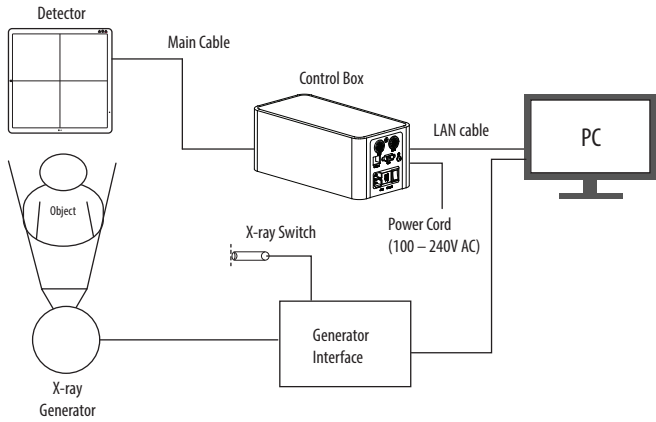 Detector
Main Cable
Control Box
LAN cable
PC
Object
X-ray Switch
Power Cord
(100 – 240V AC)
Generator
Interface
X-ray
Generator